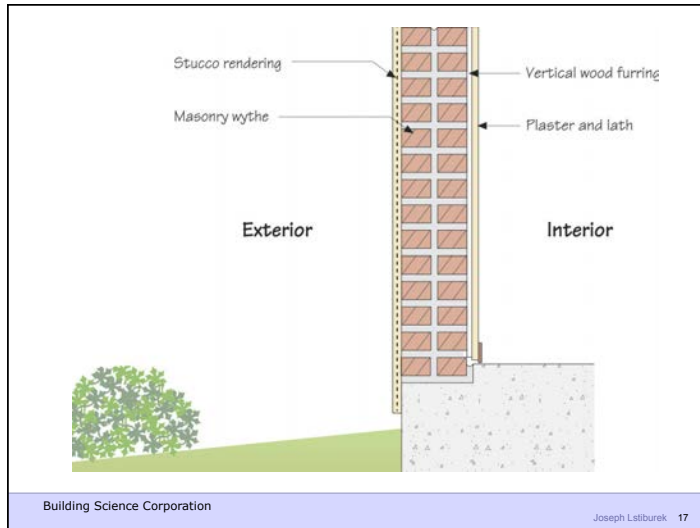 Stucco rendering
Vertical wood furring
Masonry wythe
Plaster and lath
Exterior
Interior
Building Science Corporation
Joseph Lstiburek 17